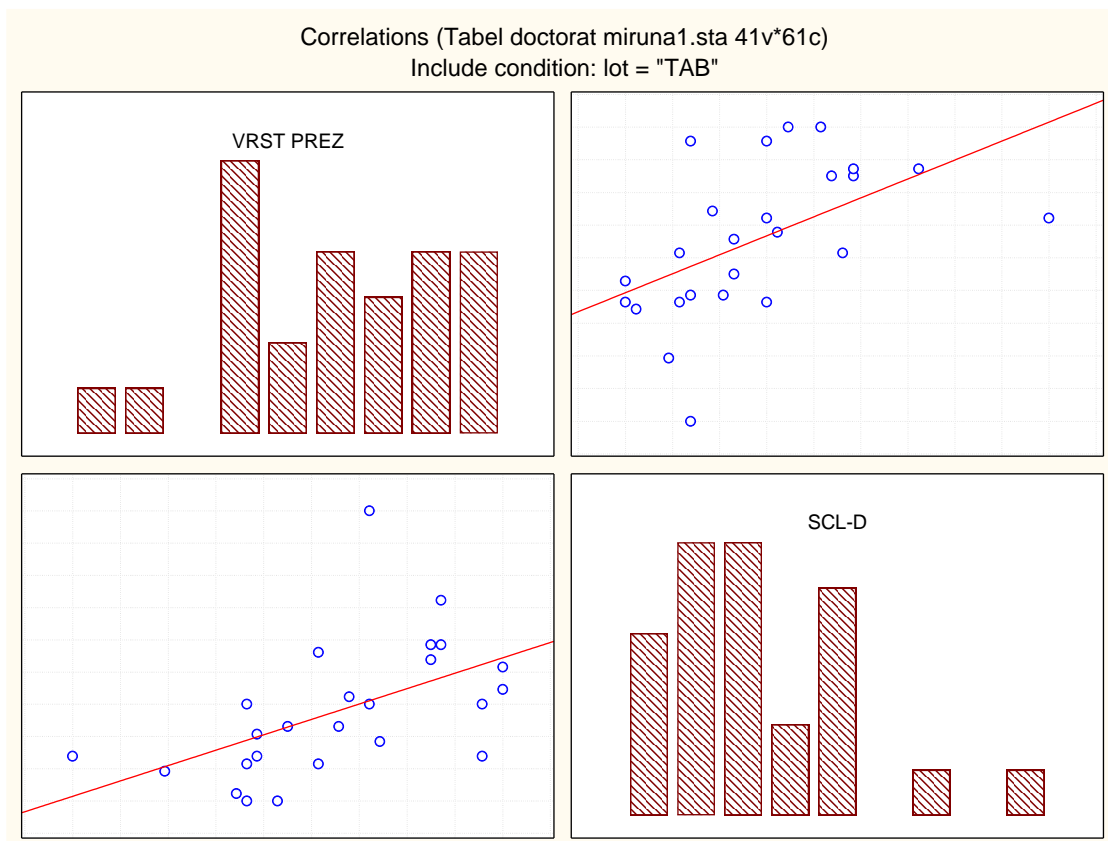 Correlations (Tabel doctorat miruna1.sta 41v*61c)
Include condition: lot = "TAB"
VRST PREZ
SCL-D